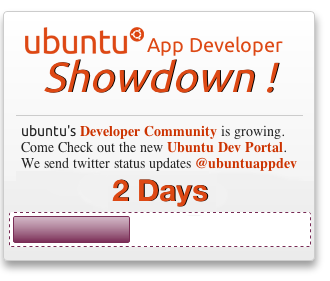 ubuntu App Developer
Showdown !
ubuntu's Developer Community is growing.
Come Check out the new Ubuntu Dev Portal.
We send twitter status updates @ubuntuappdev
2 Days